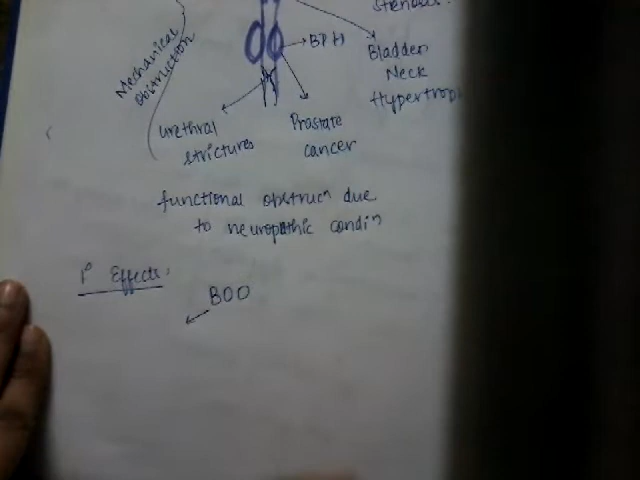 stenosis.
Mechanical
obstruction
BPH
Bladder
Neck
Hypertrop
urethral
strictures
Prostate
cancer
functional obstrucn due
to neuropathic condin
1° Effects:
BOO